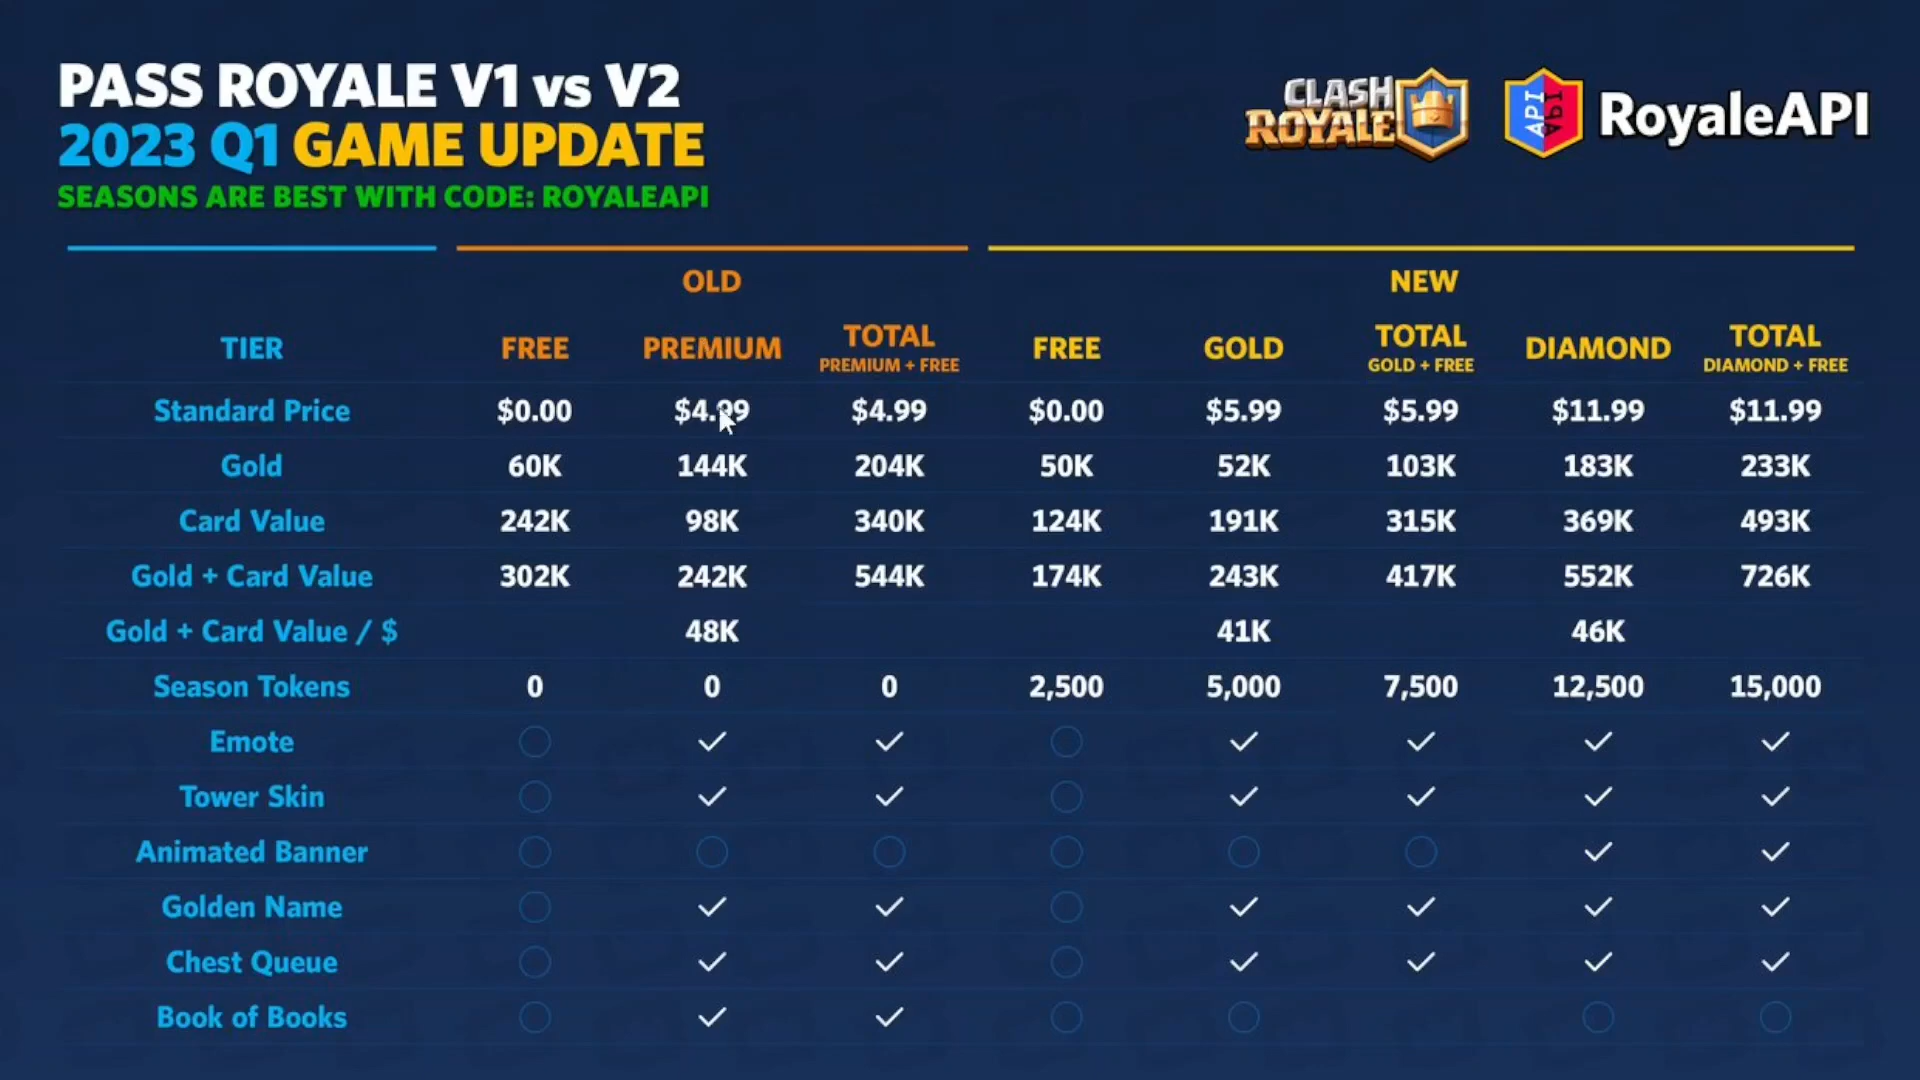 PASS ROYALE V1 vs V2
2023 Q1 GAME UPDATE
SEASONS ARE BEST WITH CODE: ROYALEAPI
CLASH
ROYALE
API
API
RoyaleAPI
OLD NEW
TIER FREE PREMIUM TOTAL FREE GOLD TOTAL DIAMOND TOTAL
PREMIUM + FREE GOLD + FREE DIAMOND + FREE
Standard Price $0.00 $4.99 $4.99 $0.00 $5.99 $5.99 $11.99 $11.99
Gold 60K 144K 204K 50K 52K 103K 183K 233K
Card Value 242K 98K 340K 124K 191K 315K 369K 493K
Gold + Card Value 302K 242K 544K 174K 243K 417K 552K 726K
Gold + Card Value / $ 48K 41K 46K
Season Tokens 0 0 0 2,500 5,000 7,500 12,500 15,000
Emote
Tower Skin
Animated Banner
Golden Name
Chest Queue
Book of Books